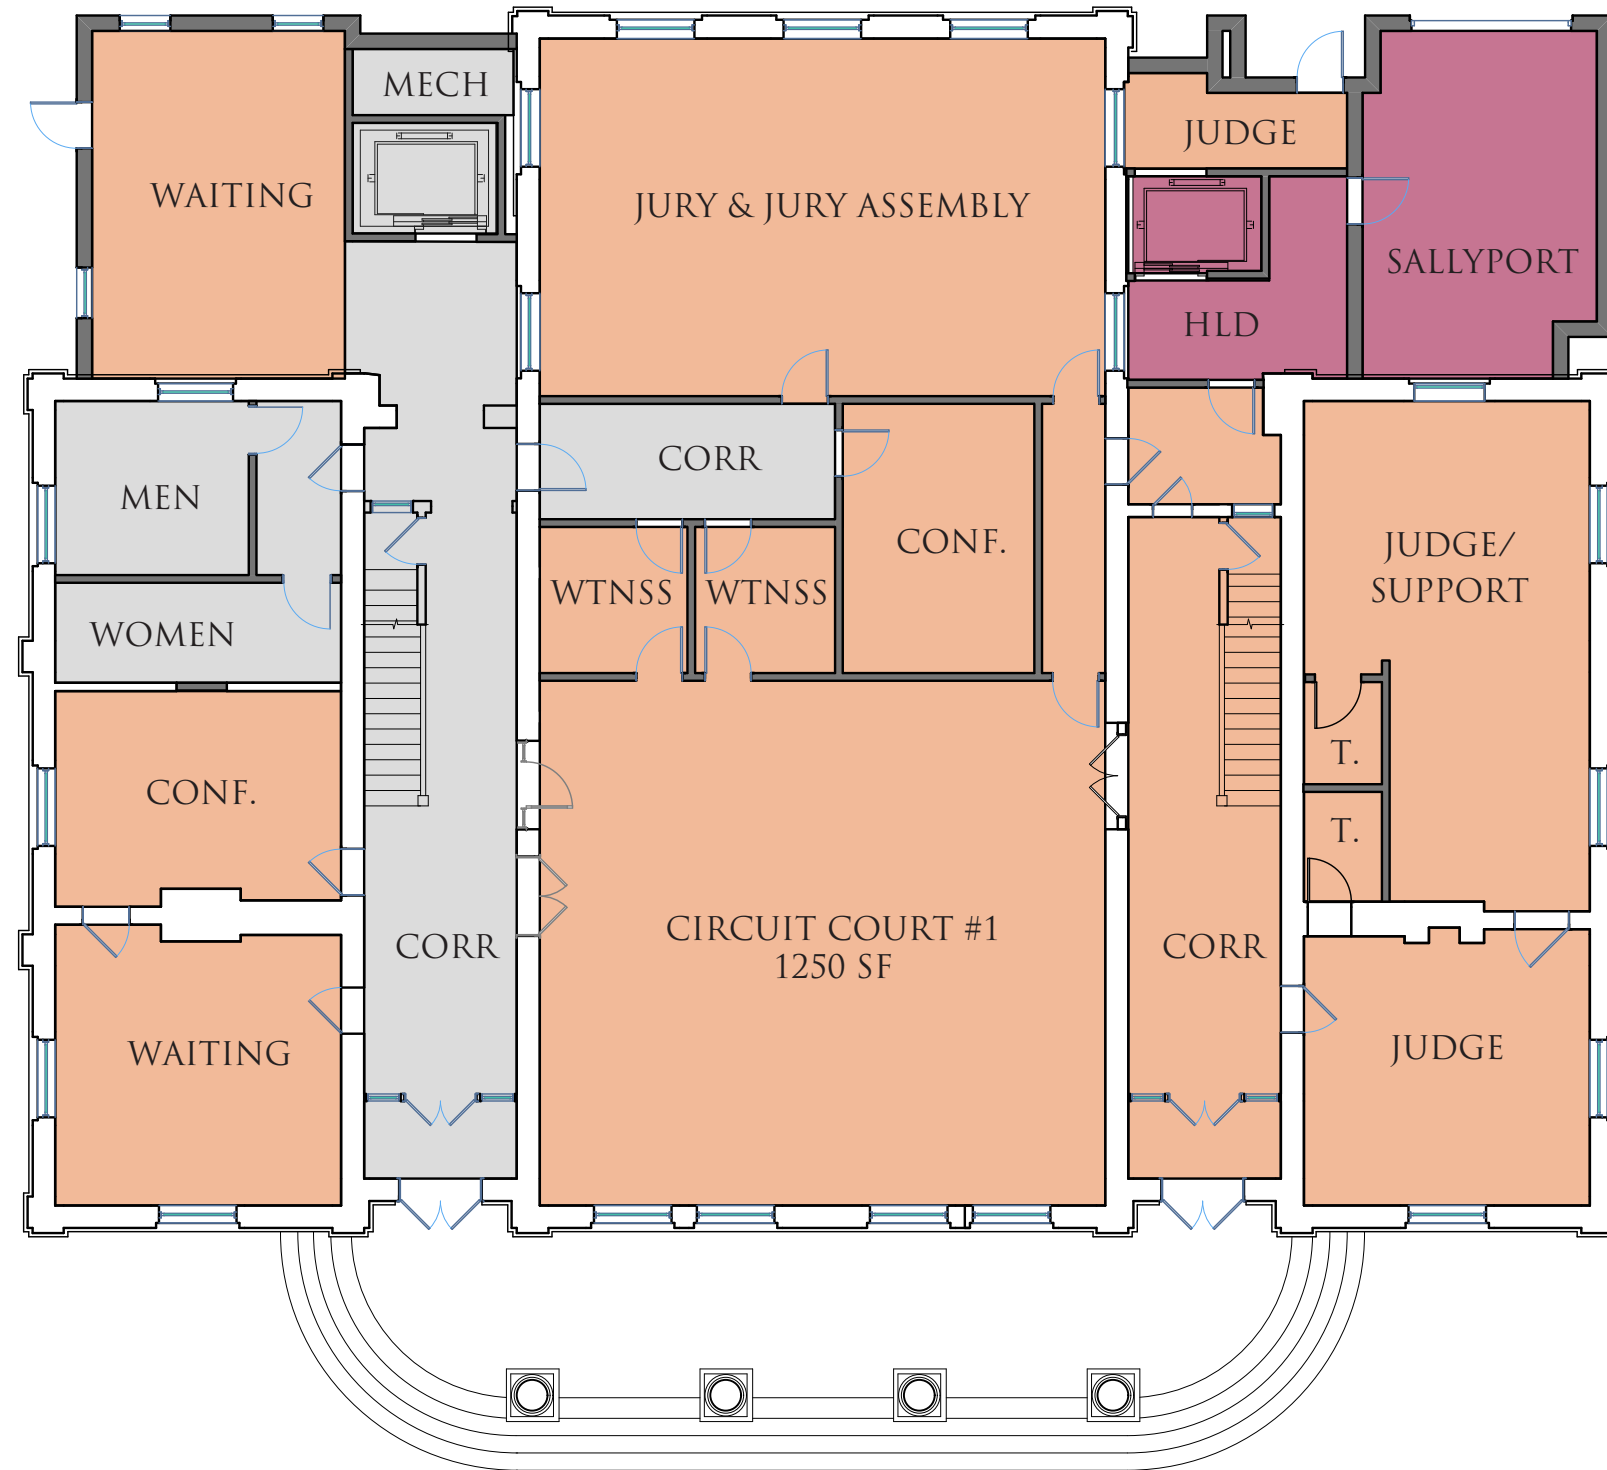 MECH
JUDGE
WAITING
JURY & JURY ASSEMBLY
SALLYPORT
HLD
CORR
MEN
CONF.
JUDGE/
SUPPORT
WTNSS
WTNSS
WOMEN
T.
CONF.
T.
CIRCUIT COURT #1
1250 SF
CORR
CORR
WAITING
JUDGE